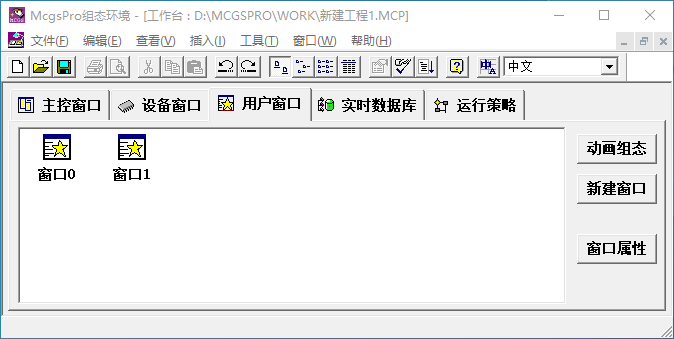 McgsPro组态环境 - [工作台 : D:\MCGSPRO\WORK\新建工程1.MCP]
文件(F) 编辑(E) 查看(V) 插入(I) 工具(T) 窗口(W) 帮助(H)
中文
主控窗口 设备窗口 用户窗口 实时数据库 运行策略
窗口0 窗口1
动画组态
新建窗口
窗口属性